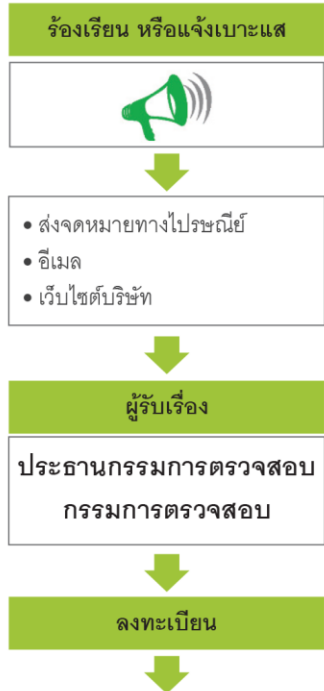 ร้องเรียน หรือแจ้งเบาะแส
• ส่งจดหมายทางไปรษณีย์
• อีเมล
• เว็บไซต์บริษัท
ผู้รับเรื่อง
ประธานกรรมการตรวจสอบ
กรรมการตรวจสอบ
ลงทะเบียน